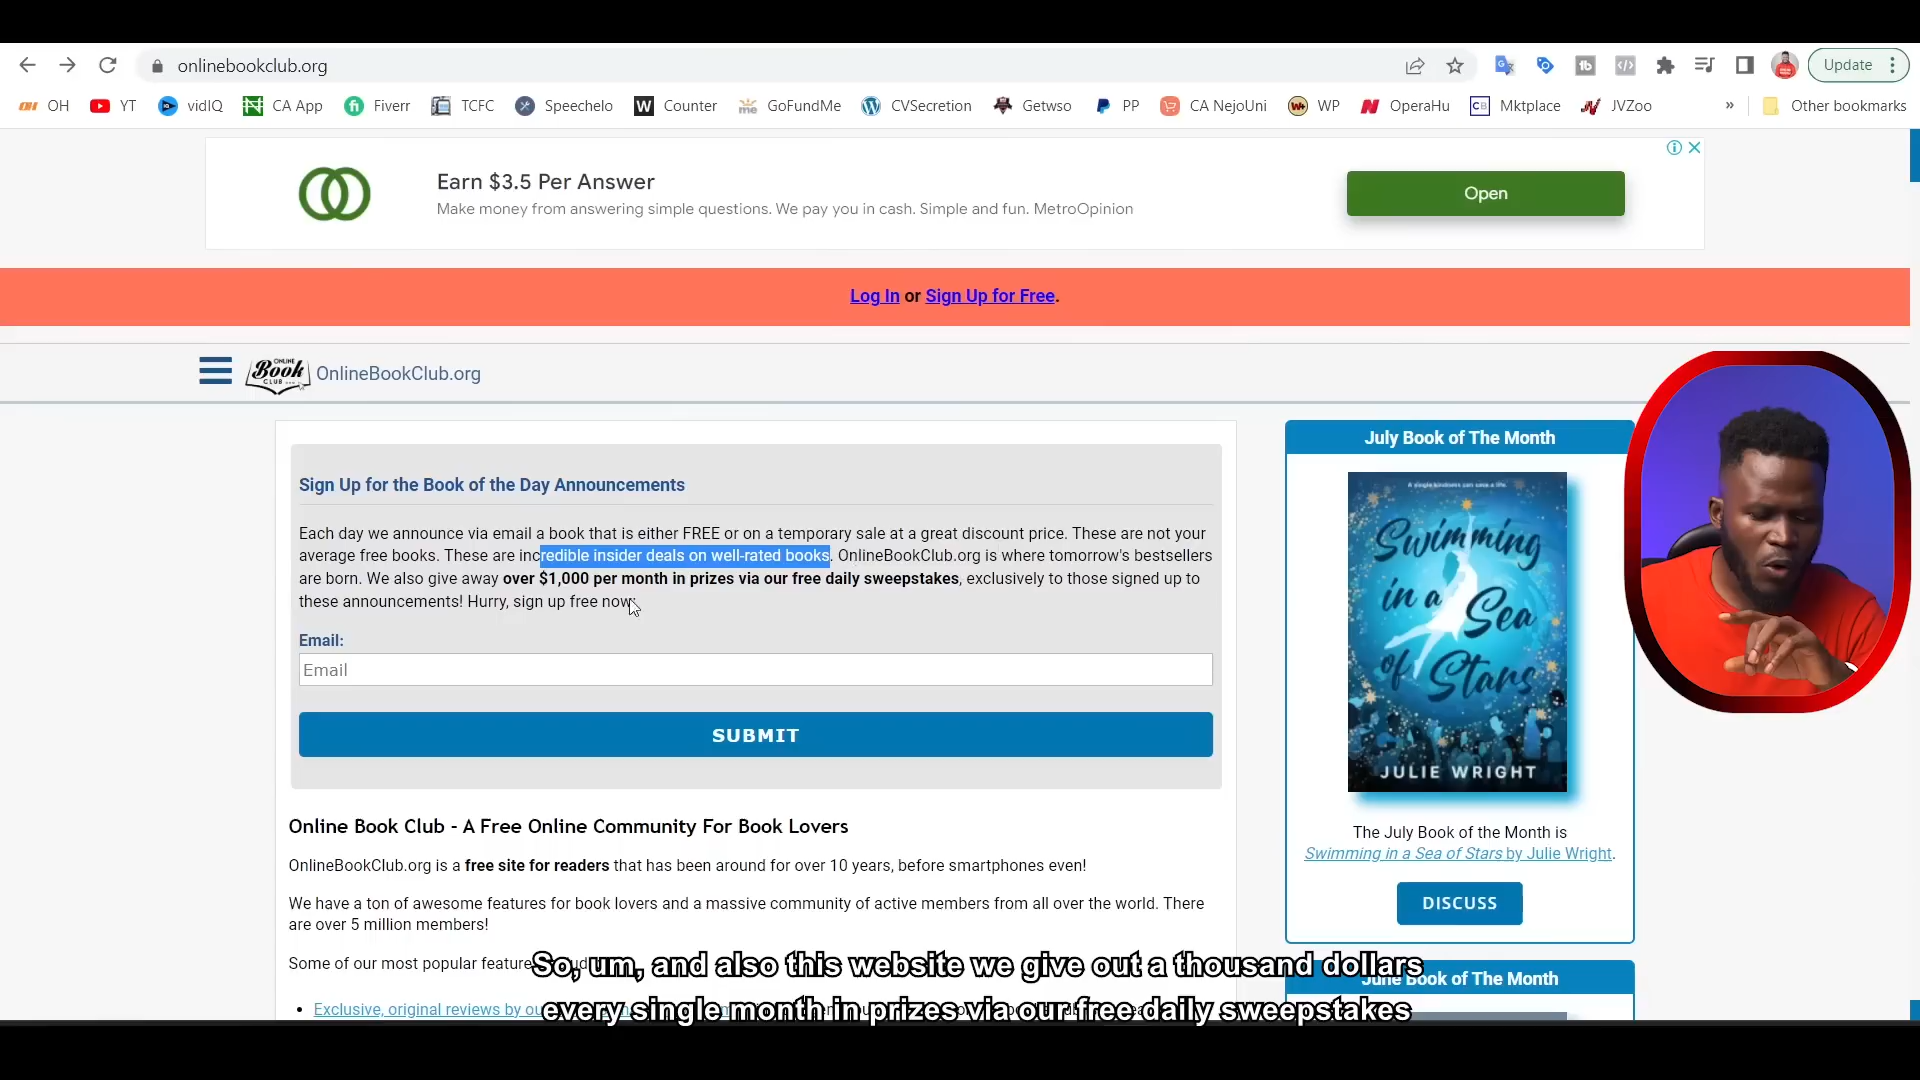 onlinebookclub.org
Update
OH YT vidIQ CA App Fiverr TCFC Speechelo Counter GoFundMe CVSecretion Getwso PP CA NejoUni WP OperaHu Mktplace JVZoo » Other bookmarks
Earn $3.5 Per Answer
Make money from answering simple questions. We pay you in cash. Simple and fun. MetroOpinion
Open
Log In or Sign Up for Free.
ONLINE
Book
CLUB
OnlineBookClub.org
Sign Up for the Book of the Day Announcements
Each day we announce via email a book that is either FREE or on a temporary sale at a great discount price. These are not your
average free books. These are incredible insider deals on well-rated books. OnlineBookClub.org is where tomorrow's bestsellers
are born. We also give away over $1,000 per month in prizes via our free daily sweepstakes, exclusively to those signed up to
these announcements! Hurry, sign up free now
Email:
Email
SUBMIT
Online Book Club - A Free Online Community For Book Lovers
OnlineBookClub.org is a free site for readers that has been around for over 10 years, before smartphones even!
We have a ton of awesome features for book lovers and a massive community of active members from all over the world. There
are over 5 million members!
Some of our most popular feature
Exclusive, original reviews by ou
July Book of The Month
A single kindness can save a life.
Swimming
in a Sea
of Stars
JULIE WRIGHT
The July Book of the Month is
Swimming in a Sea of Stars by Julie Wright.
DISCUSS
June Book of The Month
So, um, and also this website we give out a thousand dollars
every single month in prizes via our free daily sweepstakes